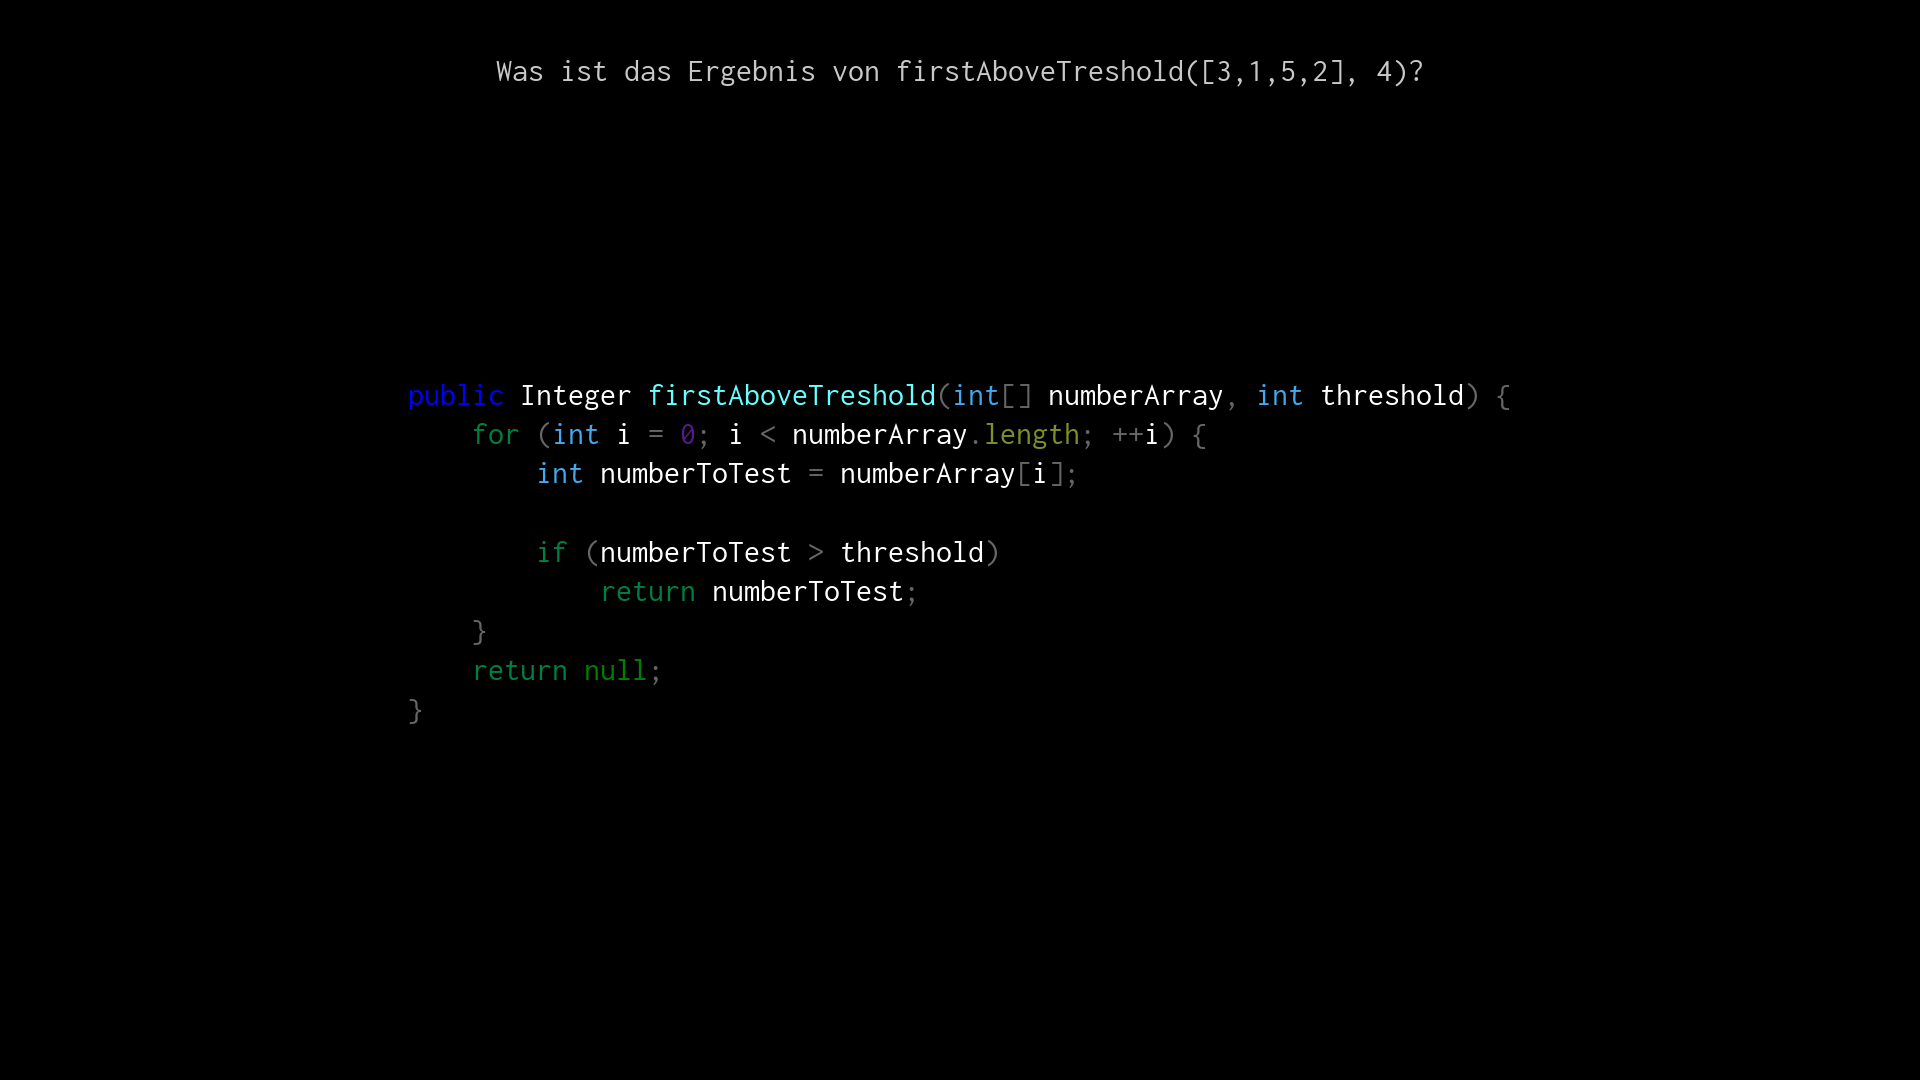 Was ist das Ergebnis von firstAboveTreshold([3,1,5,2], 4)?
public Integer firstAboveTreshold(int[] numberArray, int threshold) {
    for (int i = 0; i < numberArray.length; ++i) {
        int numberToTest = numberArray[i];
        if (numberToTest > threshold)
            return numberToTest;
    }
    return null;
}